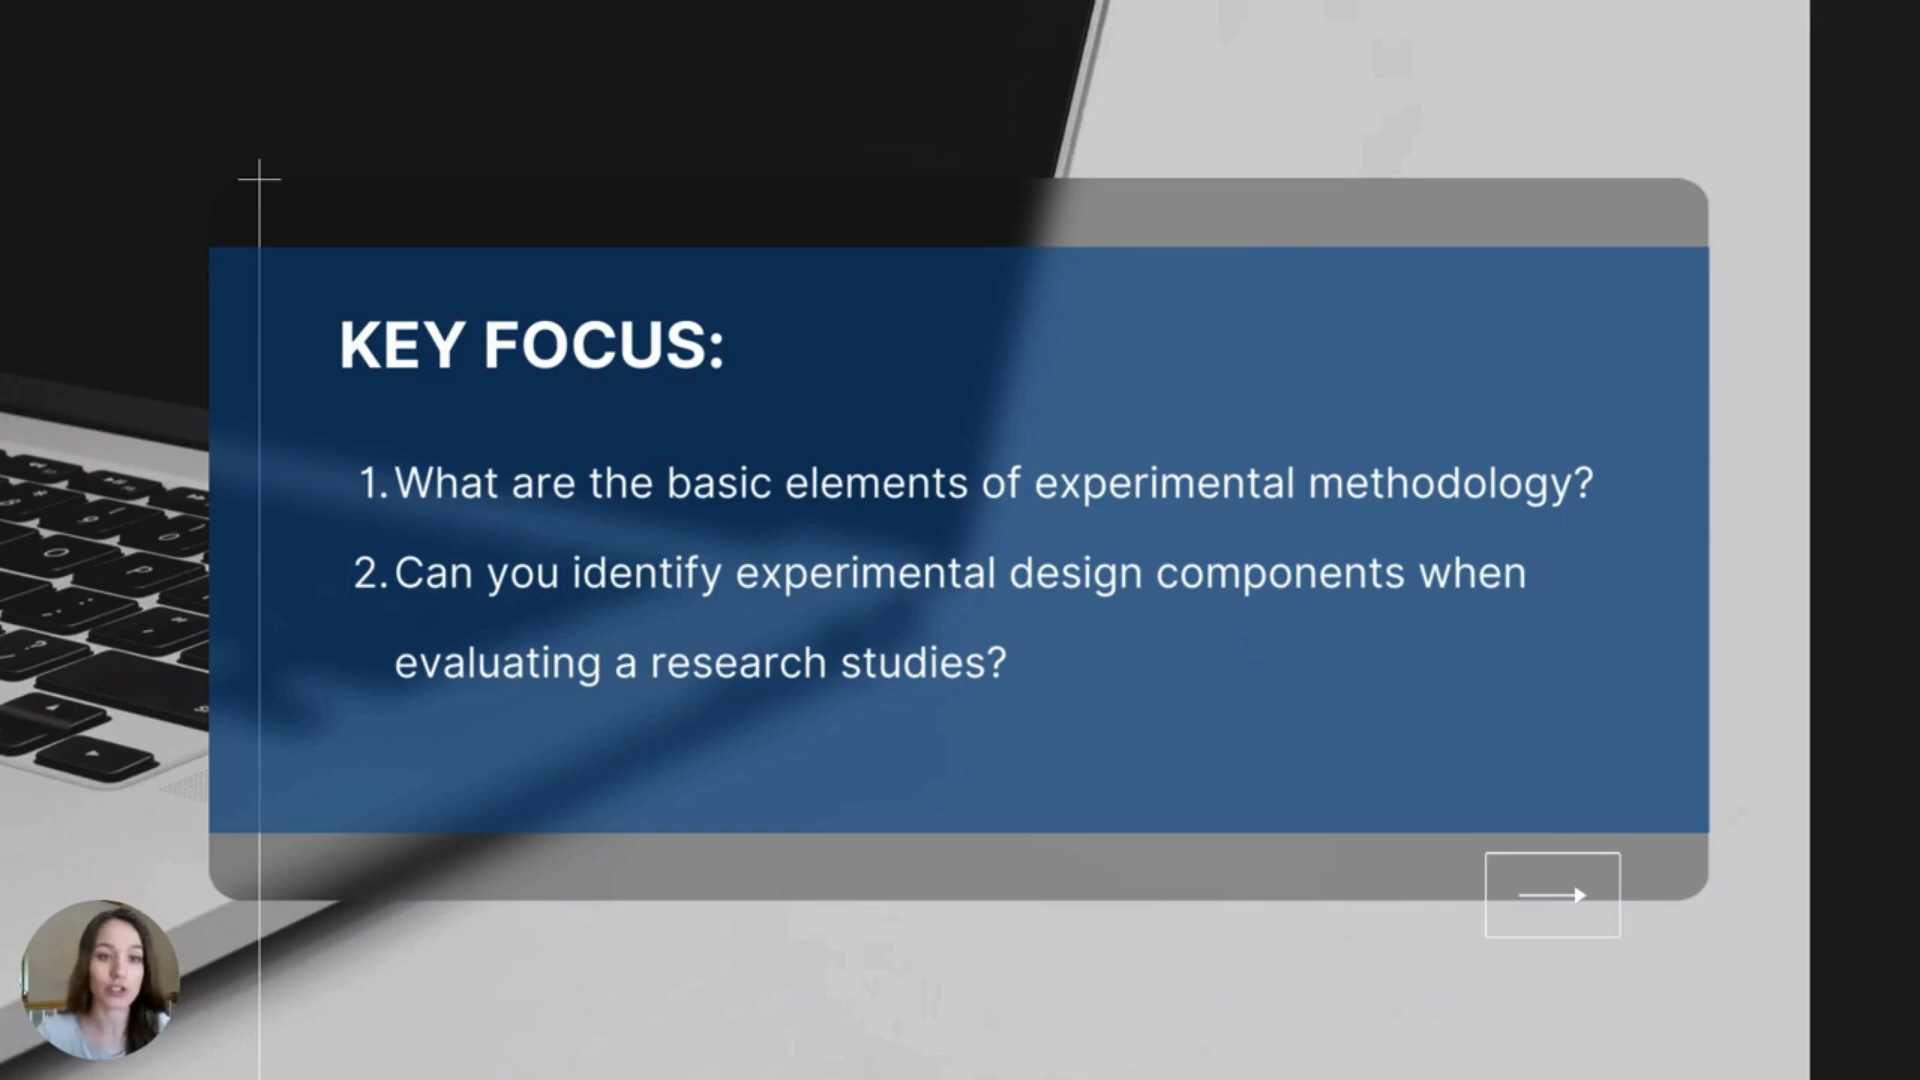 KEY FOCUS:
1. What are the basic elements of experimental methodology?
2. Can you identify experimental design components when
evaluating a research studies?